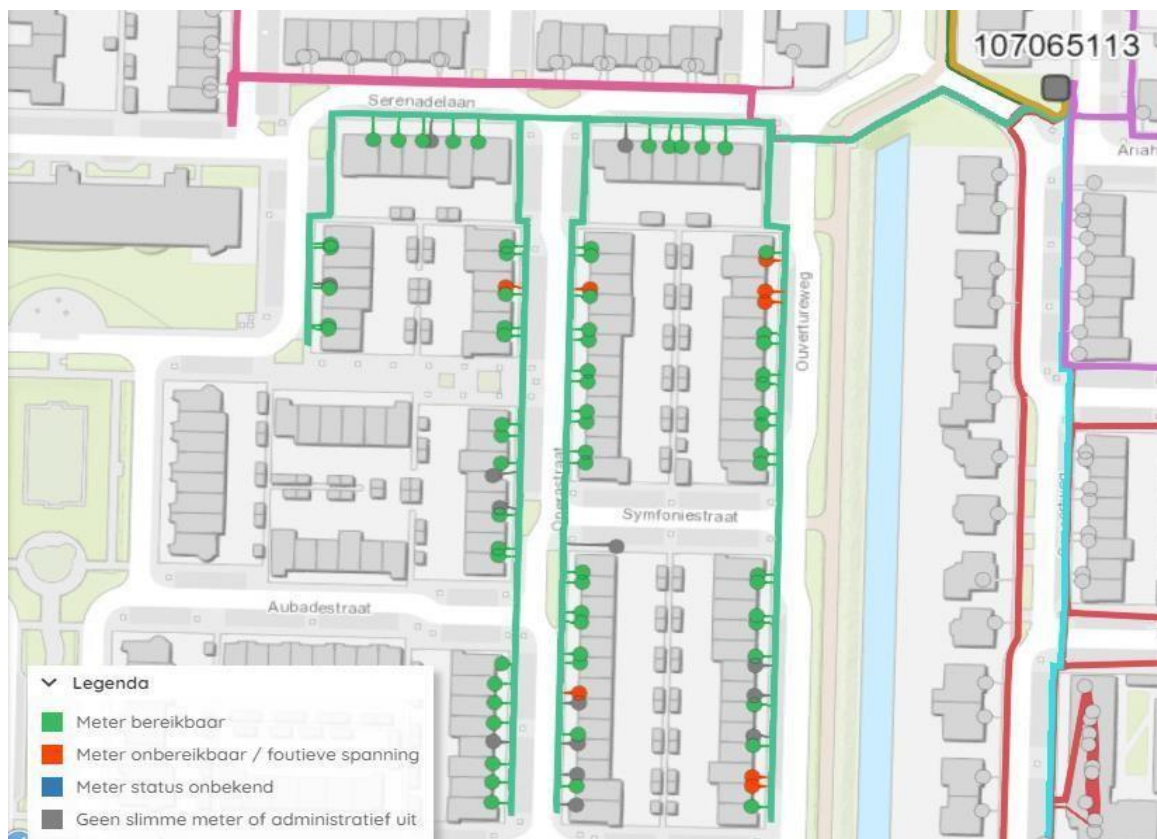 107065113
Serenadelaan
Ariah
Ouvertureweg
Operastraat
Symfoniestraat
Aubadestraat
Legenda
Meter bereikbaar
Meter onbereikbaar / foutieve spanning
Meter status onbekend
Geen slimme meter of administratief uit